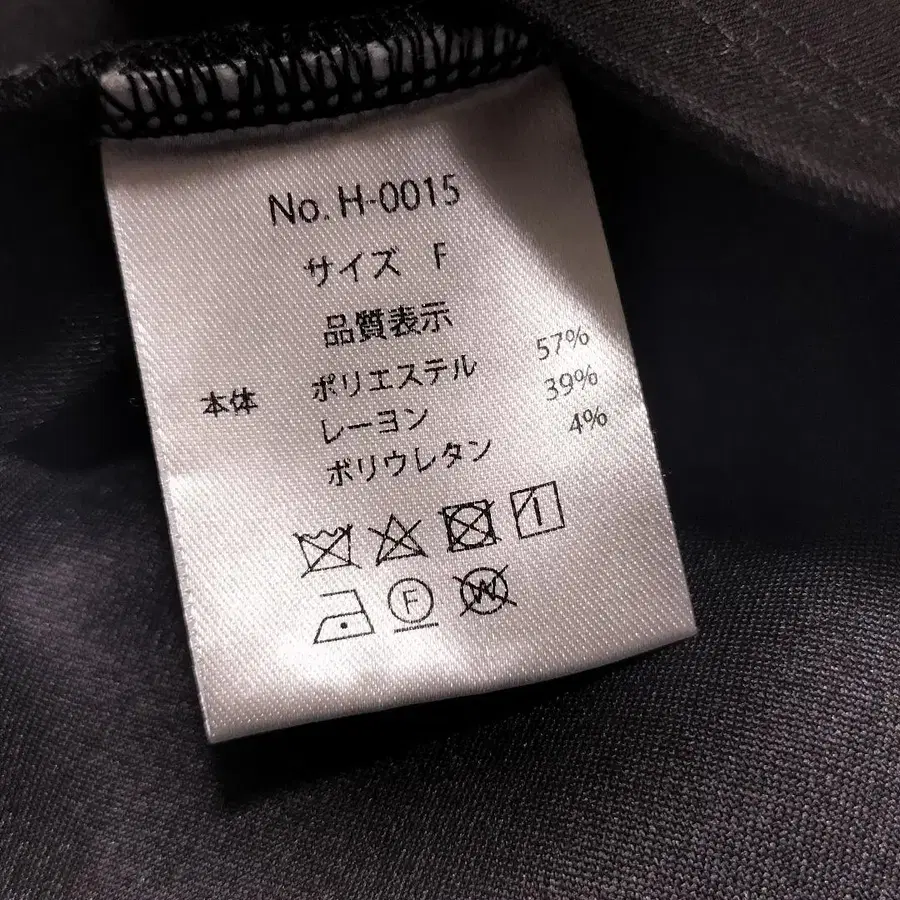 No. H-0015
サイズ F
品質表示
本体 ポリエステル 57%
レーヨン 39%
ポリウレタン 4%
F W